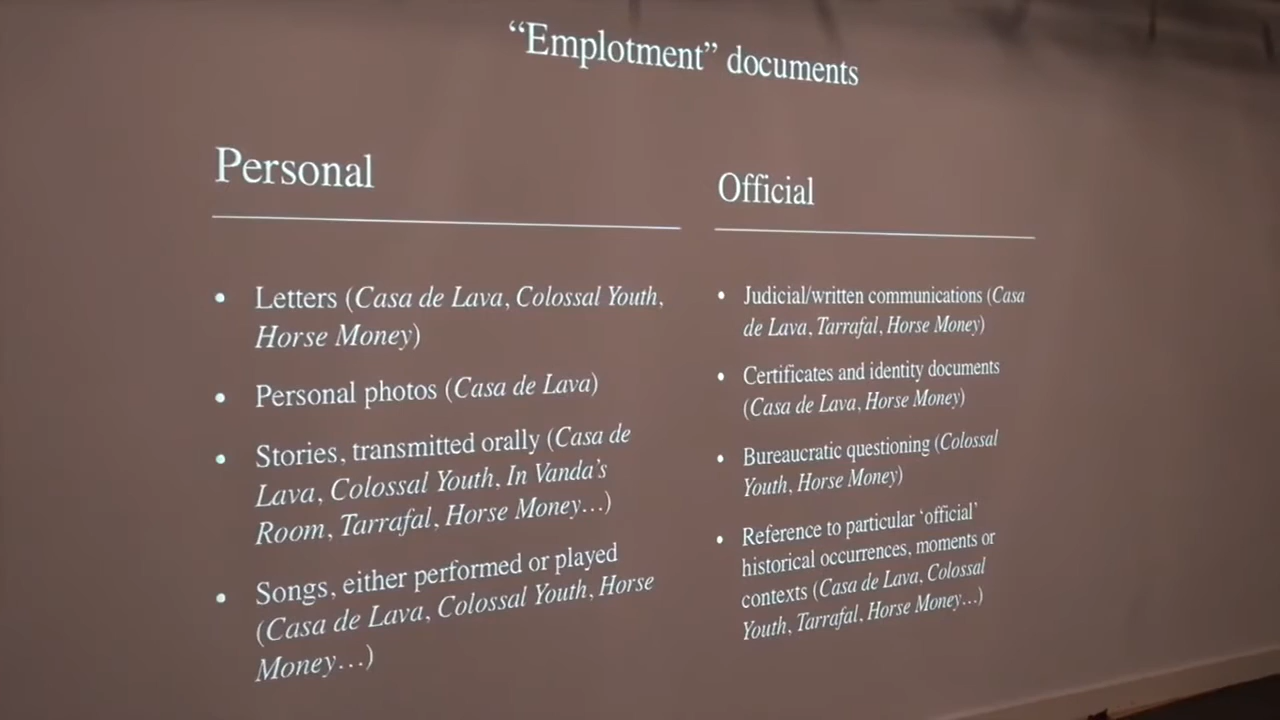 “Emplotment” documents
Personal
• Letters (Casa de Lava, Colossal Youth,
Horse Money)
• Personal photos (Casa de Lava)
• Stories, transmitted orally (Casa de
Lava, Colossal Youth, In Vanda’s
Room, Tarrafal, Horse Money…)
• Songs, either performed or played
(Casa de Lava, Colossal Youth, Horse
Money…)
Official
• Judicial/written communications (Casa
de Lava, Tarrafal, Horse Money)
• Certificates and identity documents
(Casa de Lava, Horse Money)
• Bureaucratic questioning (Colossal
Youth, Horse Money)
• Reference to particular ‘official’
historical occurrences, moments or
contexts (Casa de Lava, Colossal
Youth, Tarrafal, Horse Money…)